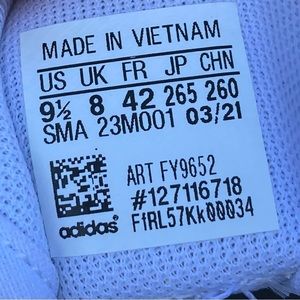 MADE IN VIETNAM
US UK FR JP CHN
9½ 8 42 265 260
SMA 23M001 03/21
ART FY9652
#127116718
F1RL57Kk00034
adidas